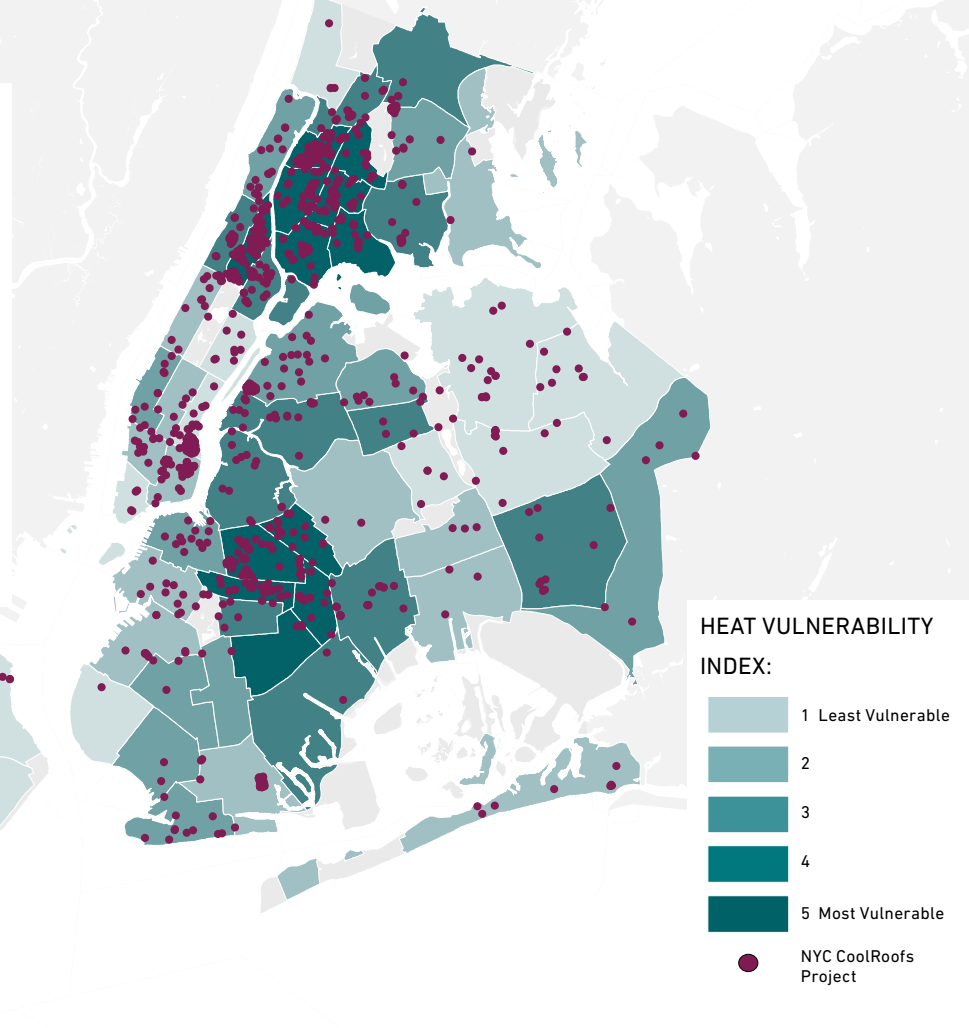 HEAT VULNERABILITY
INDEX:
1 Least Vulnerable
2
3
4
5 Most Vulnerable
NYC CoolRoofs
Project